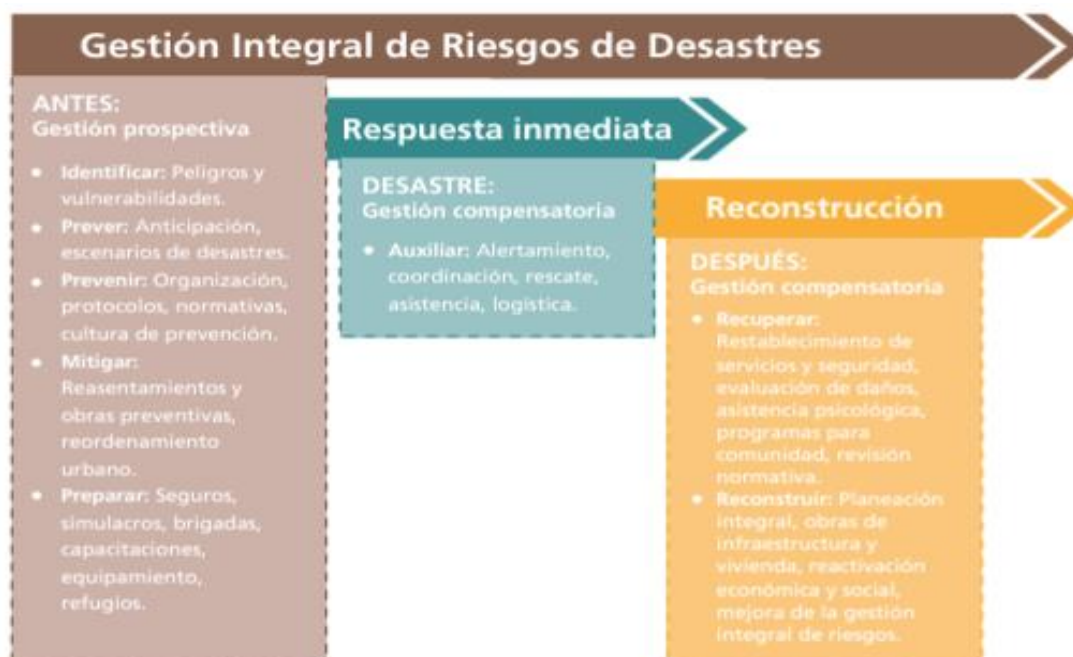 Gestión Integral de Riesgos de Desastres
ANTES:
Gestión prospectiva
• Identificar: Peligros y
vulnerabilidades.
• Prever: Anticipación,
escenarios de desastres.
• Prevenir: Organización,
protocolos, normativas,
cultura de prevención.
• Mitigar:
Reasentamientos y
obras preventivas,
reordenamiento
urbano.
• Preparar: Seguros,
simulacros, brigadas,
capacitaciones,
equipamiento,
refugios.
Respuesta inmediata
DESASTRE:
Gestión compensatoria
• Auxiliar: Alertamiento,
coordinación, rescate,
asistencia, logística.
Reconstrucción
DESPUÉS:
Gestión compensatoria
• Recuperar:
Restablecimiento de
servicios y seguridad,
evaluación de daños,
asistencia psicológica,
programas para
comunidad, revisión
normativa.
• Reconstruir: Planeación
integral, obras de
infraestructura y
vivienda, reactivación
económica y social,
mejora de la gestión
integral de riesgos.